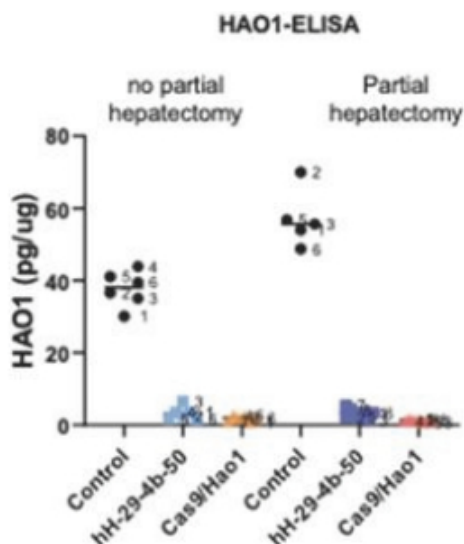 HAO1-ELISA
no partial
hepatectomy
Partial
hepatectomy
HAO1 (pg/ug)
80
60
40
20
0
2
5
3
1
6
4
5
6
2
3
1
3
Control
hH-29-4b-50
Cas9/Hao1
Control
hH-29-4b-50
Cas9/Hao1